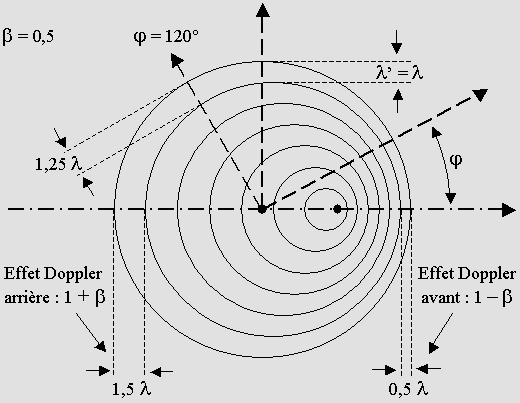 β = 0,5
φ = 120°
λ’ = λ
1,25 λ
φ
Effet Doppler
arrière : 1 + β
Effet Doppler
avant : 1 – β
1,5 λ
0,5 λ